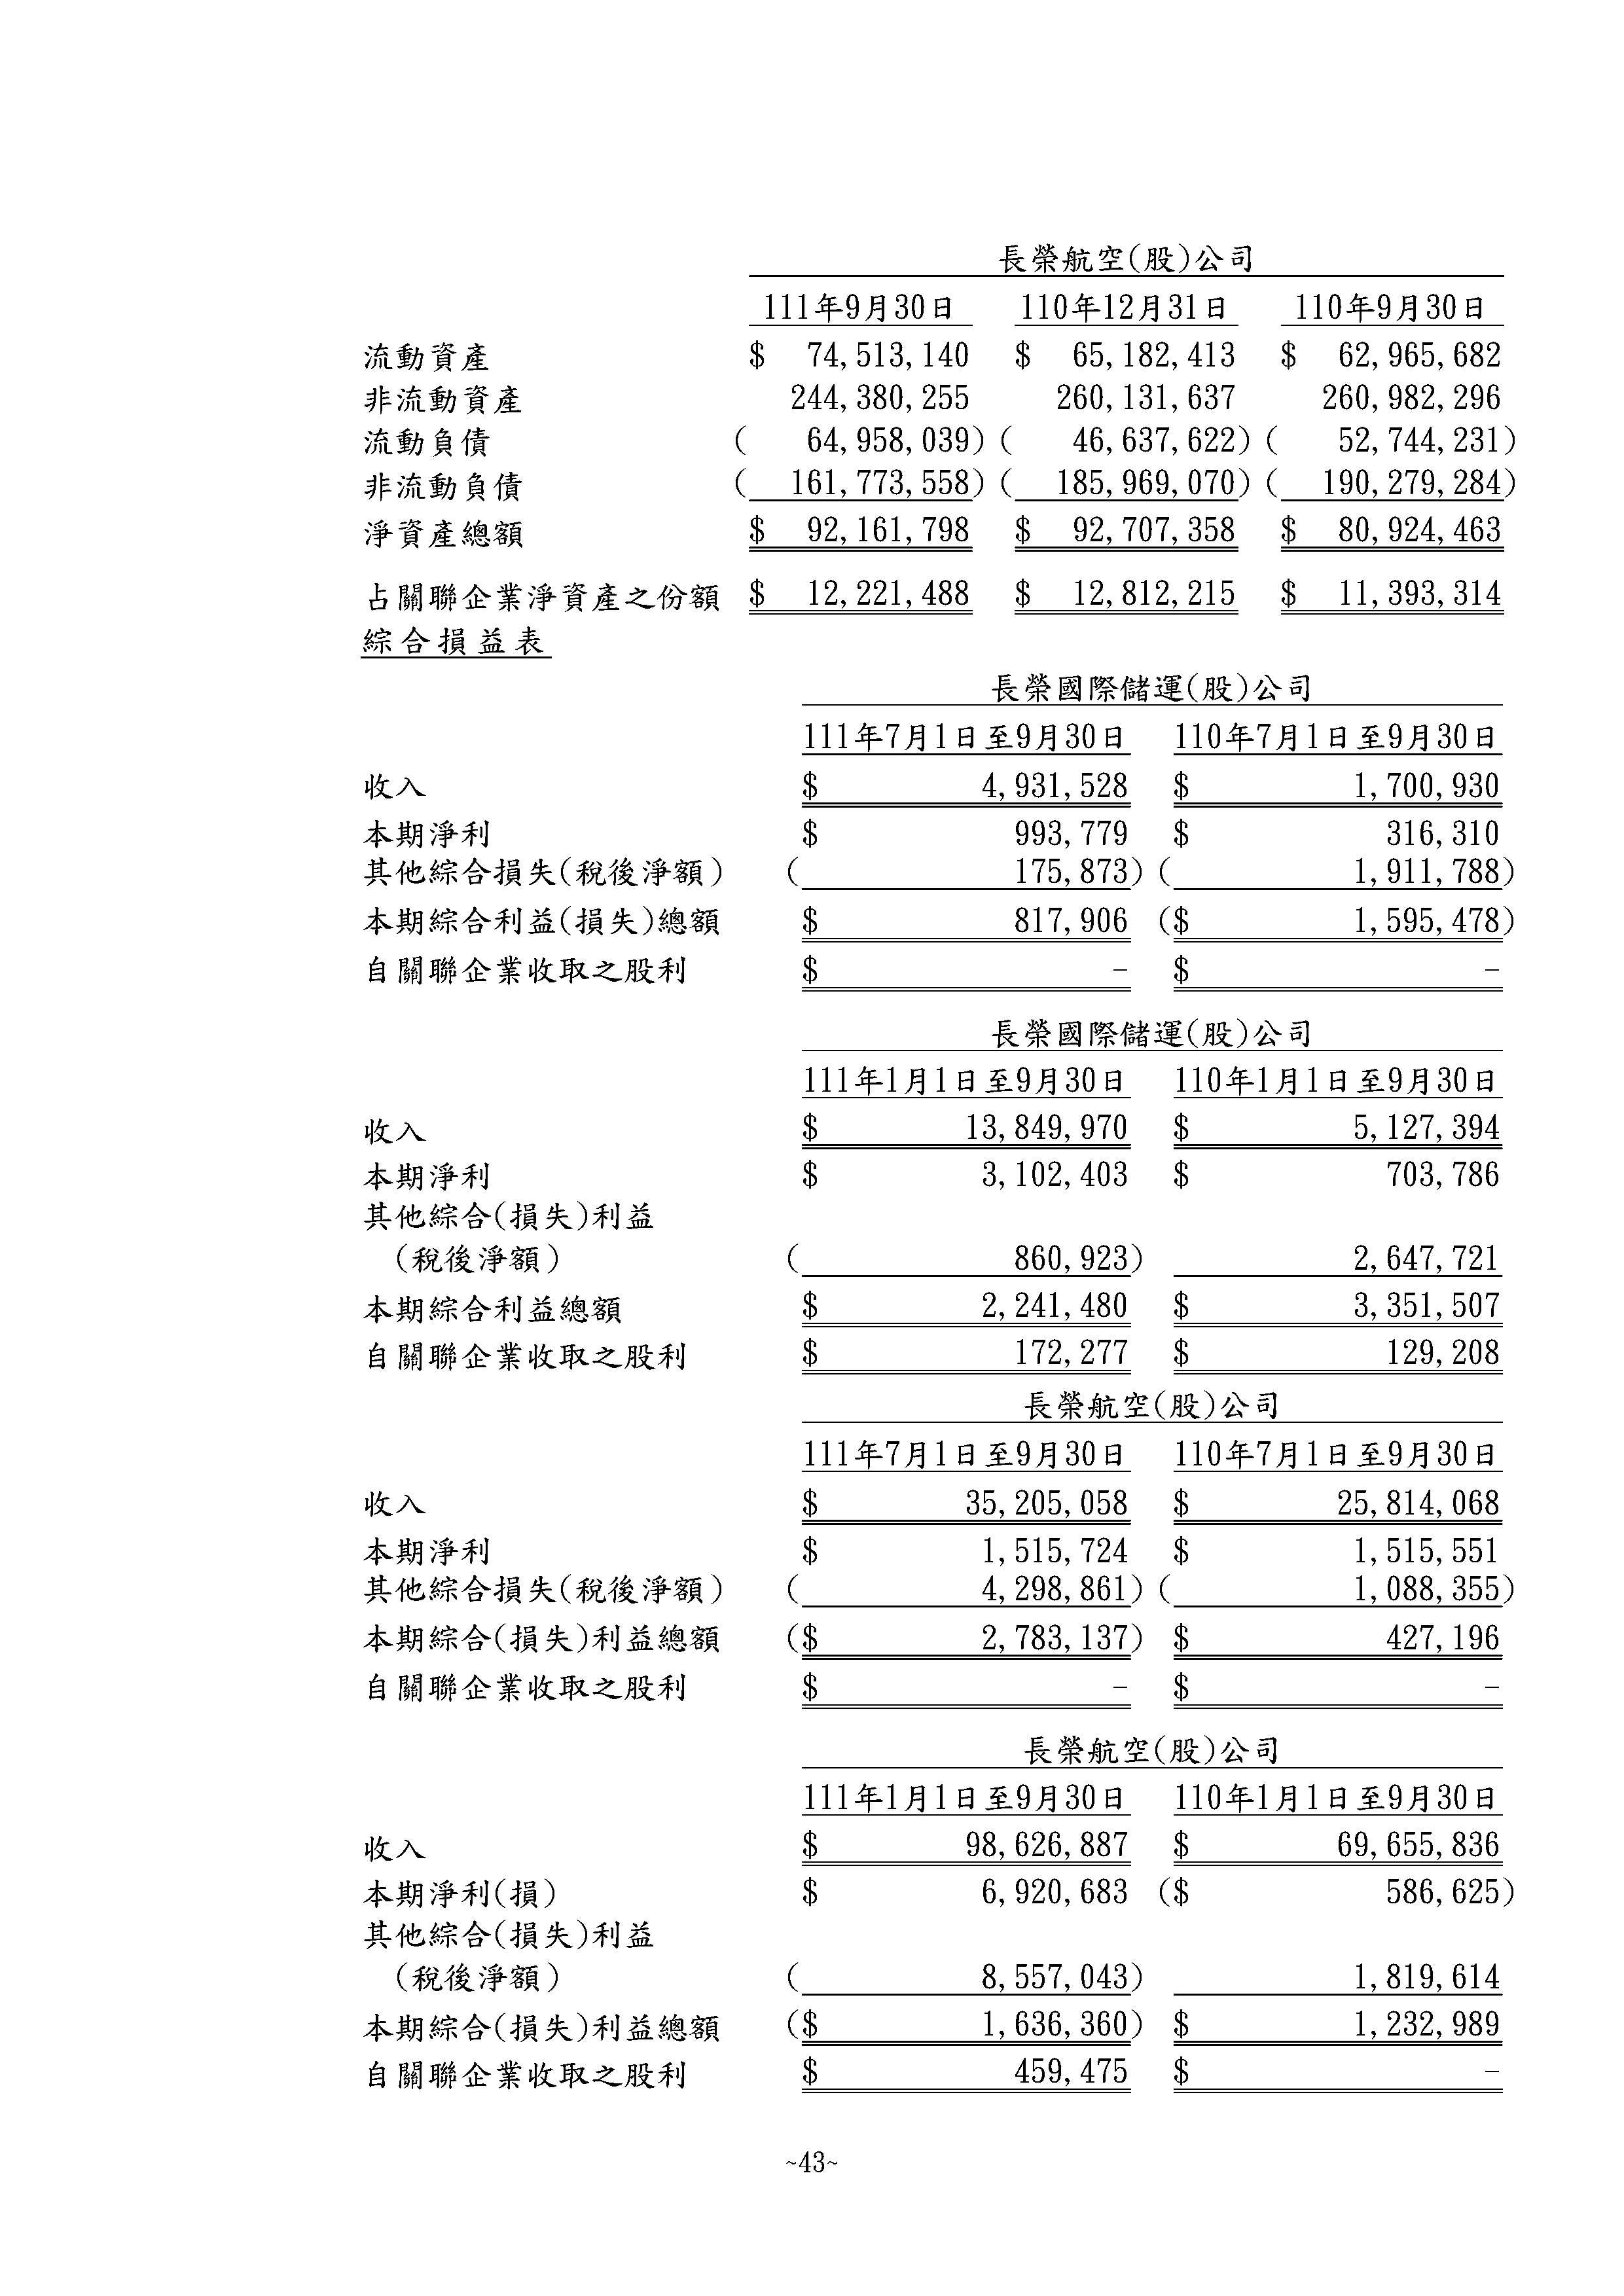 長榮航空(股)公司
111年9月30日 110年12月31日 110年9月30日
流動資產 $ 74,513,140 $ 65,182,413 $ 62,965,682
非流動資產 244,380,255 260,131,637 260,982,296
流動負債 ( 64,958,039) ( 46,637,622) ( 52,744,231)
非流動負債 ( 161,773,558) ( 185,969,070) ( 190,279,284)
淨資產總額 $ 92,161,798 $ 92,707,358 $ 80,924,463
占關聯企業淨資產之份額 $ 12,221,488 $ 12,812,215 $ 11,393,314
綜合損益表
長榮國際儲運(股)公司
111年7月1日至9月30日 110年7月1日至9月30日
收入 $ 4,931,528 $ 1,700,930
本期淨利 $ 993,779 $ 316,310
其他綜合損失(稅後淨額) ( 175,873) ( 1,911,788)
本期綜合利益(損失)總額 $ 817,906 ($ 1,595,478)
自關聯企業收取之股利 $ - $ -
長榮國際儲運(股)公司
111年1月1日至9月30日 110年1月1日至9月30日
收入 $ 13,849,970 $ 5,127,394
本期淨利 $ 3,102,403 $ 703,786
其他綜合(損失)利益
(稅後淨額) ( 860,923) 2,647,721
本期綜合利益總額 $ 2,241,480 $ 3,351,507
自關聯企業收取之股利 $ 172,277 $ 129,208
長榮航空(股)公司
111年7月1日至9月30日 110年7月1日至9月30日
收入 $ 35,205,058 $ 25,814,068
本期淨利 $ 1,515,724 $ 1,515,551
其他綜合損失(稅後淨額) ( 4,298,861) ( 1,088,355)
本期綜合(損失)利益總額 ($ 2,783,137) $ 427,196
自關聯企業收取之股利 $ - $ -
長榮航空(股)公司
111年1月1日至9月30日 110年1月1日至9月30日
收入 $ 98,626,887 $ 69,655,836
本期淨利(損) $ 6,920,683 ($ 586,625)
其他綜合(損失)利益
(稅後淨額) ( 8,557,043) 1,819,614
本期綜合(損失)利益總額 ($ 1,636,360) $ 1,232,989
自關聯企業收取之股利 $ 459,475 $ -
~43~